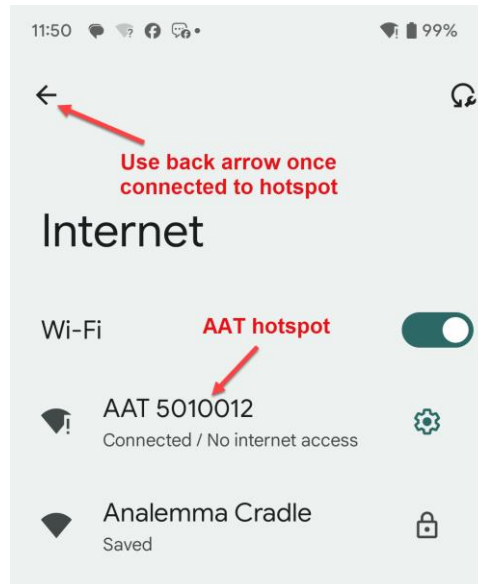 11:50 99%
Use back arrow once
connected to hotspot
Internet
Wi-Fi
AAT hotspot
AAT 5010012
Connected / No internet access
Analemma Cradle
Saved